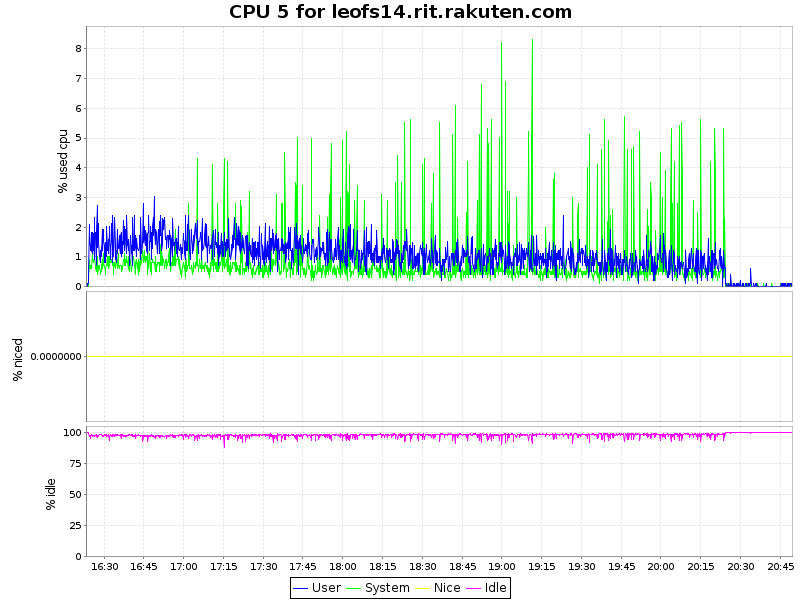 CPU 5 for leofs14.rit.rakuten.com
% used cpu
8
7
6
5
4
3
2
1
0
% niced
0.0000000
% idle
100
75
50
25
0
16:30 16:45 17:00 17:15 17:30 17:45 18:00 18:15 18:30 18:45 19:00 19:15 19:30 19:45 20:00 20:15 20:30 20:45
User System Nice Idle